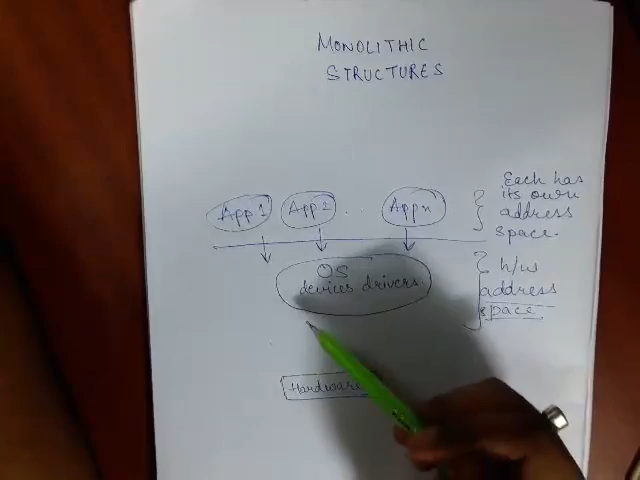 MONOLITHIC
STRUCTURES
App 1 App 2 . . App n
Each has
its own
address
space.
OS
devices drivers
h/w
address
space
Hardware